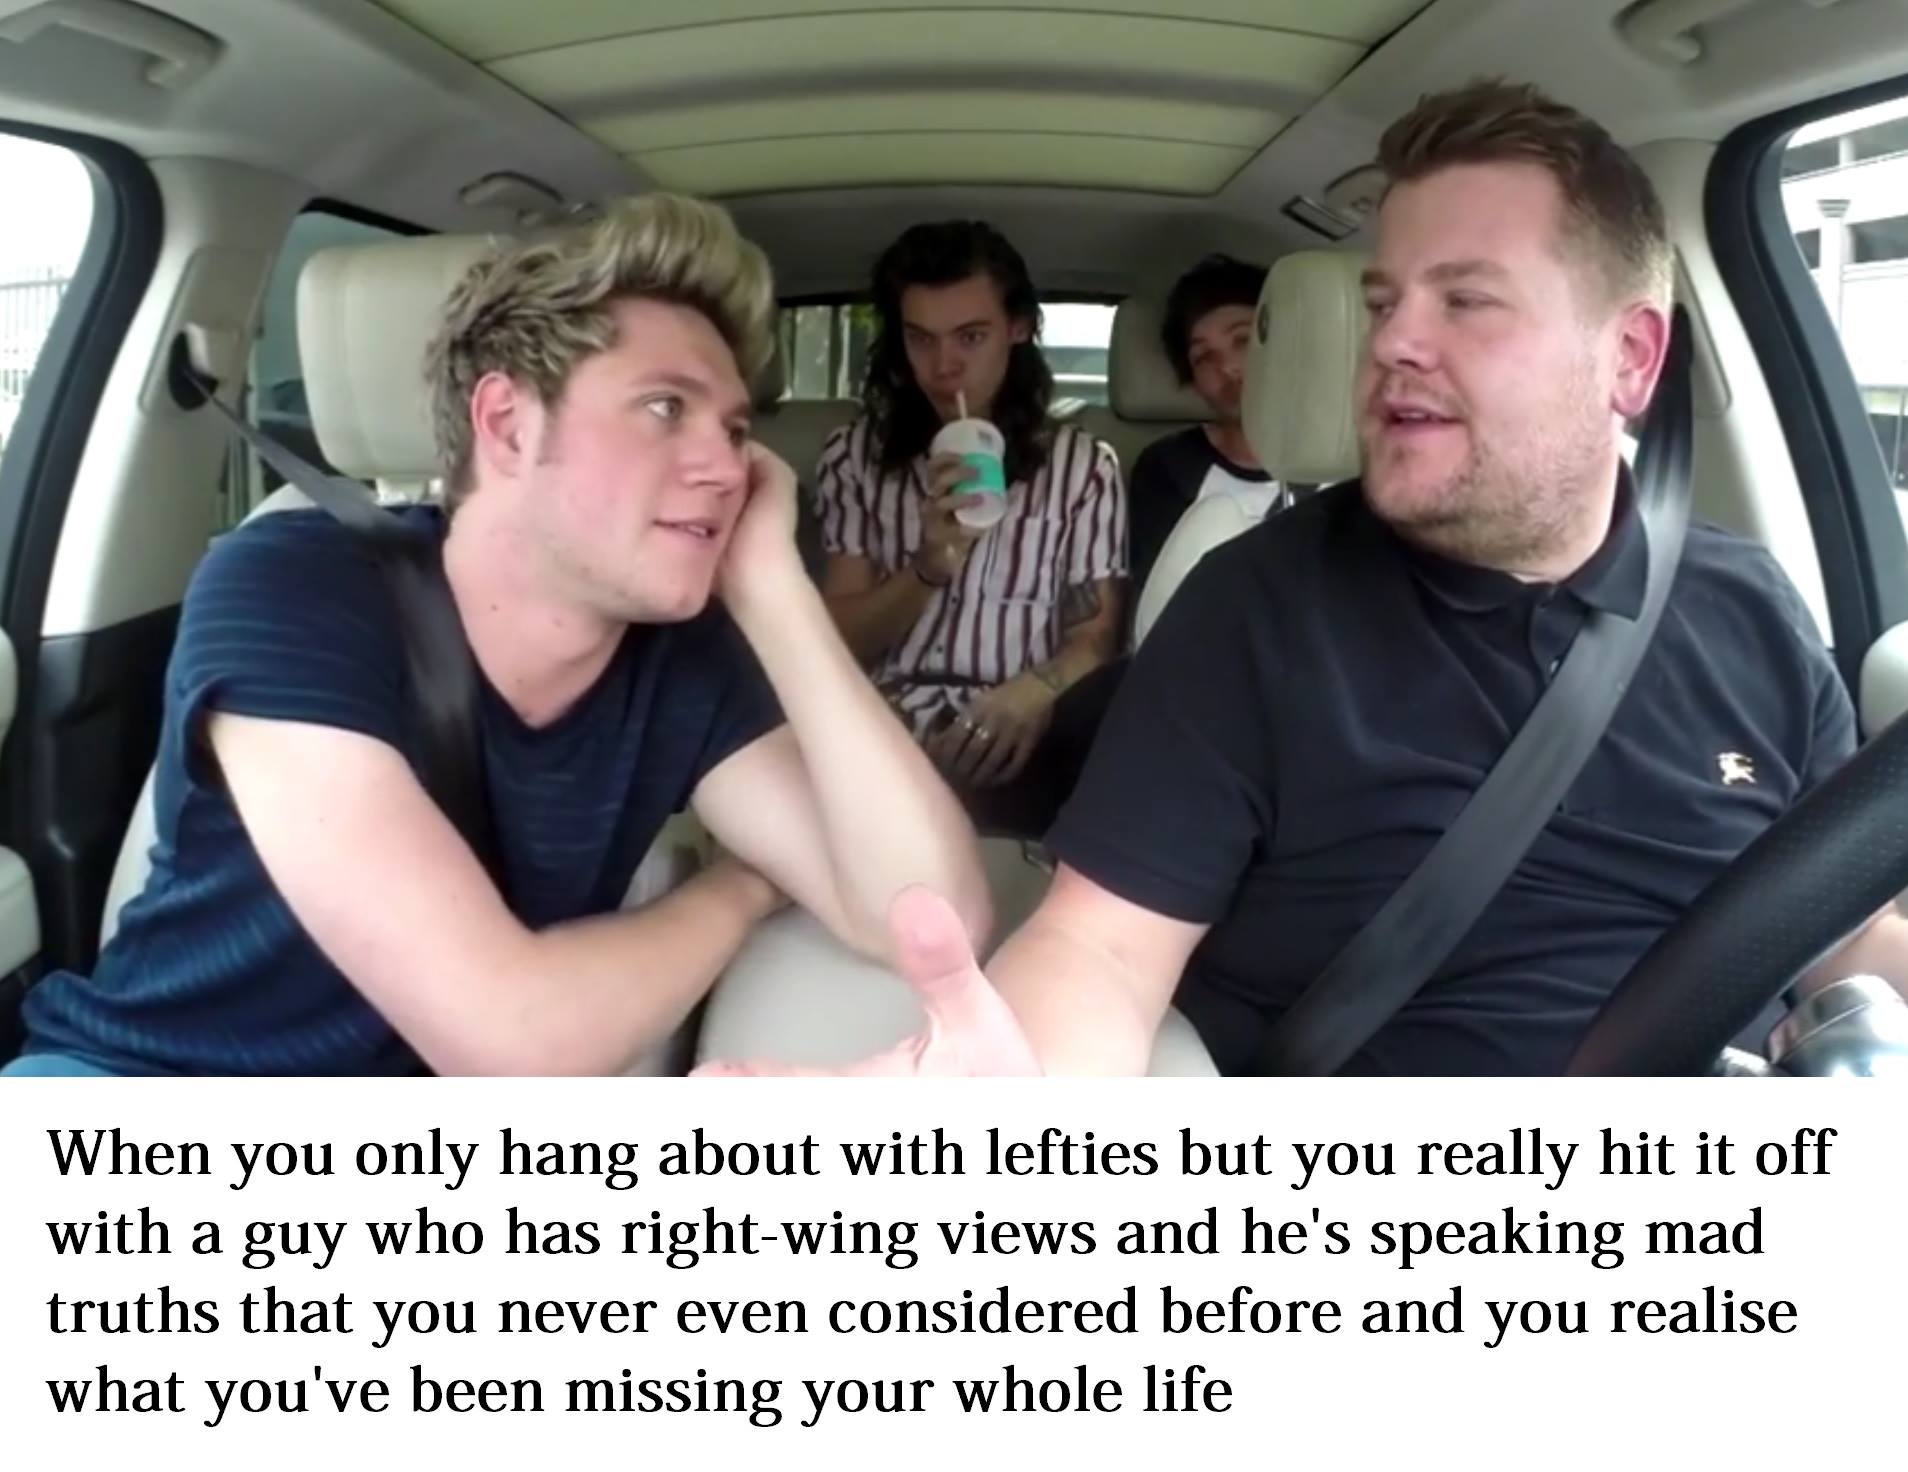 When you only hang about with lefties but you really hit it off
with a guy who has right-wing views and he's speaking mad
truths that you never even considered before and you realise
what you've been missing your whole life